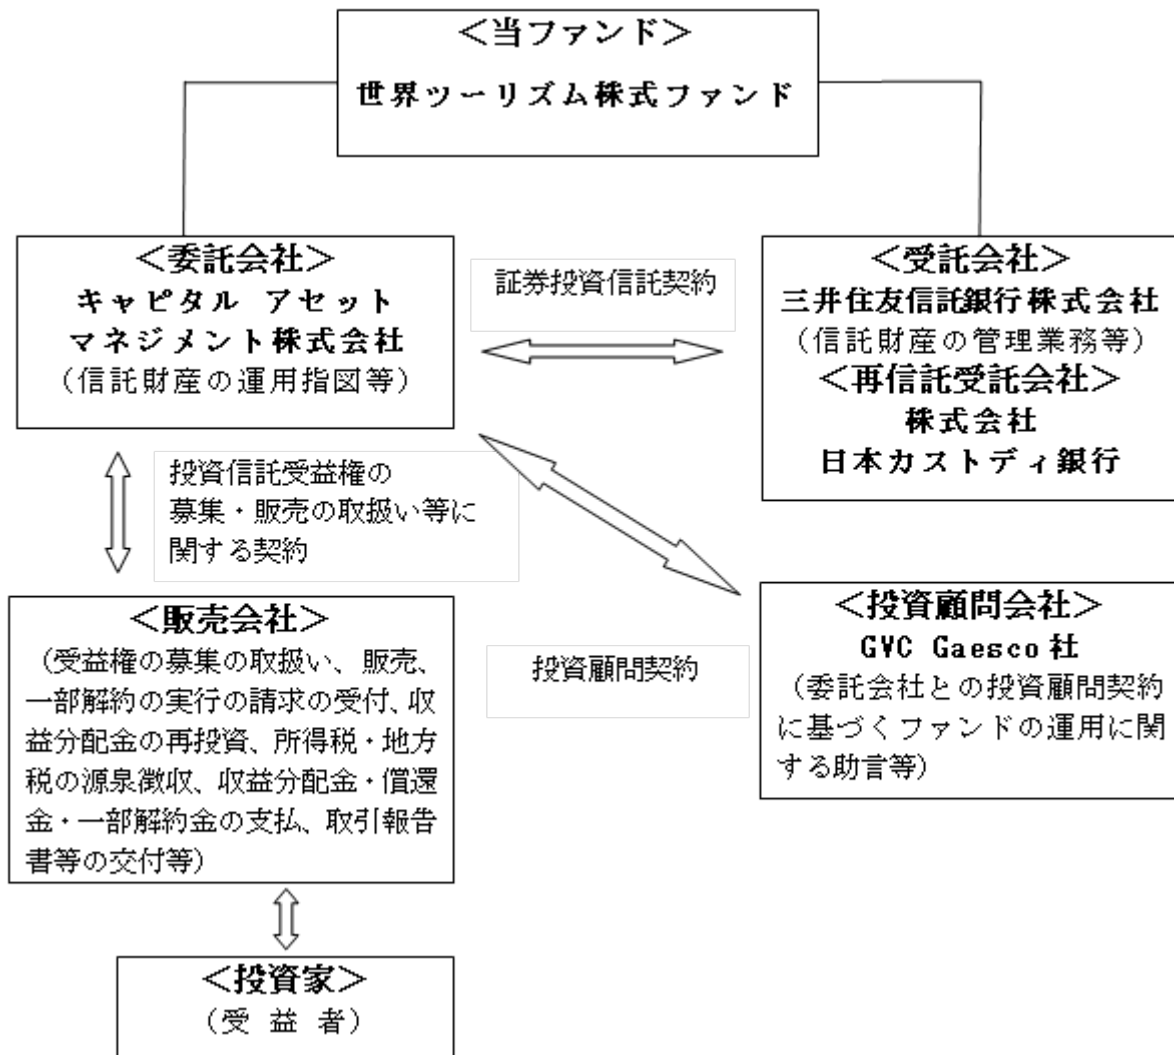 ＜当ファンド＞
世界ツーリズム株式ファンド
＜委託会社＞
キャピタル アセット
マネジメント株式会社
（信託財産の運用指図等）
証券投資信託契約
＜受託会社＞
三井住友信託銀行株式会社
（信託財産の管理業務等）
＜再信託受託会社＞
株式会社
日本カストディ銀行
投資信託受益権の
募集・販売の取扱い等に
関する契約
＜販売会社＞
（受益権の募集の取扱い、販売、
一部解約の実行の請求の受付、収
益分配金の再投資、所得税・地方
税の源泉徴収、収益分配金・償還
金・一部解約金の支払、取引報告
書等の交付等）
投資顧問契約
＜投資顧問会社＞
GVC Gaesco 社
（委託会社との投資顧問契約
に基づくファンドの運用に関
する助言等）
＜投資家＞
（受 益 者）